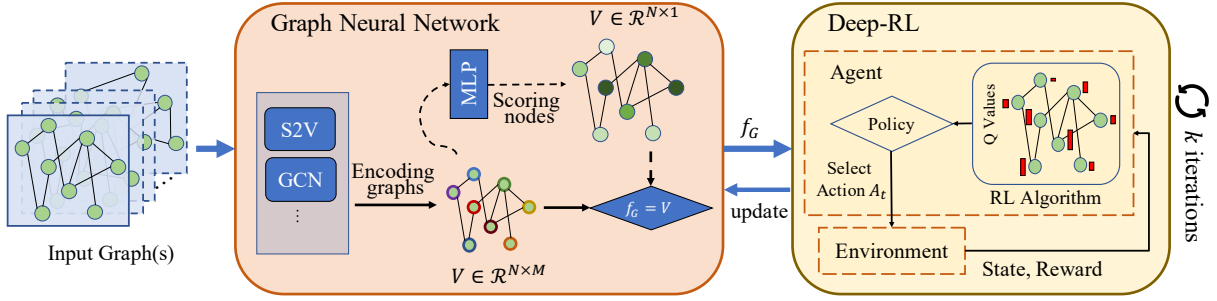 Input Graph(s)
Graph Neural Network
S2V
GCN
⋮
Encoding
graphs
MLP
Scoring
nodes
V ∈ ℛ^{N×1}
V ∈ ℛ^{N×M}
f_G = V
f_G
update
Deep-RL
Agent
Policy
Q Values
RL Algorithm
Select
Action A_t
Environment
State, Reward
k iterations